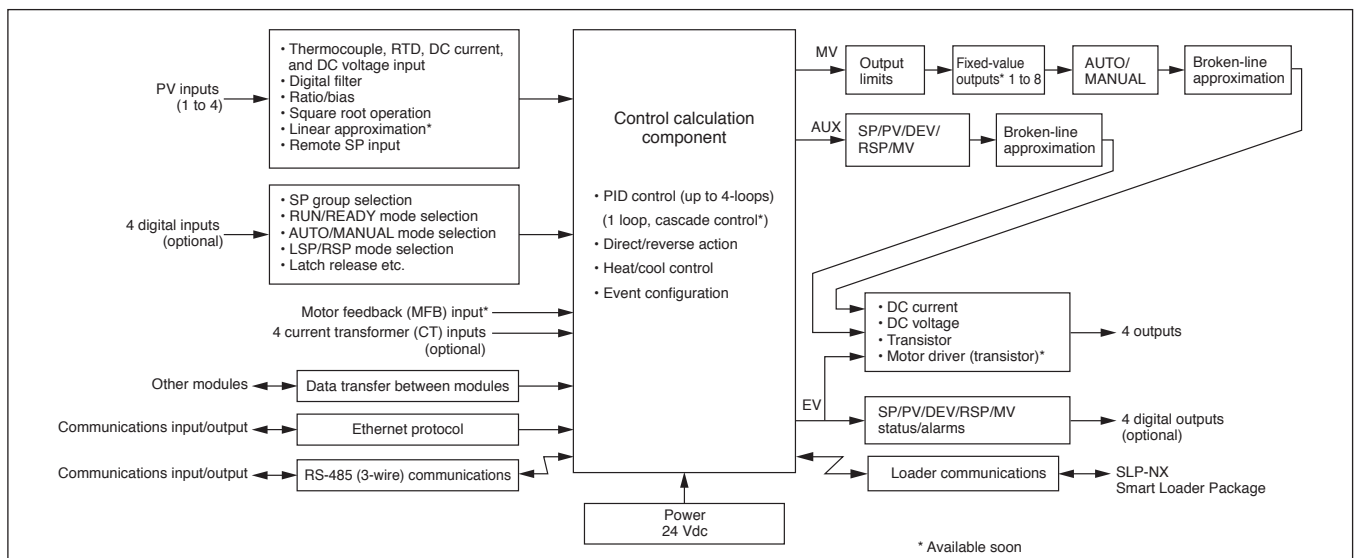 PV inputs
(1 to 4)
• Thermocouple, RTD, DC current,
and DC voltage input
• Digital filter
• Ratio/bias
• Square root operation
• Linear approximation*
• Remote SP input
4 digital inputs
(optional)
• SP group selection
• RUN/READY mode selection
• AUTO/MANUAL mode selection
• LSP/RSP mode selection
• Latch release etc.
Motor feedback (MFB) input*
4 current transformer (CT) inputs
(optional)
Other modules
Data transfer between modules
Communications input/output
Ethernet protocol
Communications input/output
RS-485 (3-wire) communications
Control calculation
component
• PID control (up to 4-loops)
(1 loop, cascade control*)
• Direct/reverse action
• Heat/cool control
• Event configuration
Power
24 Vdc
MV
Output
limits
Fixed-value
outputs* 1 to 8
AUTO/
MANUAL
Broken-line
approximation
AUX
SP/PV/DEV/
RSP/MV
Broken-line
approximation
• DC current
• DC voltage
• Transistor
• Motor driver (transistor)*
4 outputs
EV
SP/PV/DEV/RSP/MV
status/alarms
4 digital outputs
(optional)
Loader communications
SLP-NX
Smart Loader Package
* Available soon